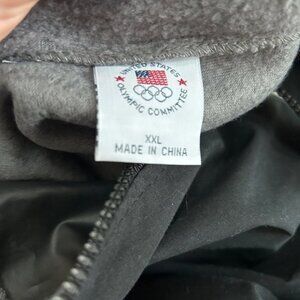 UNITED STATES
OLYMPIC COMMITTEE
XXL
MADE IN CHINA